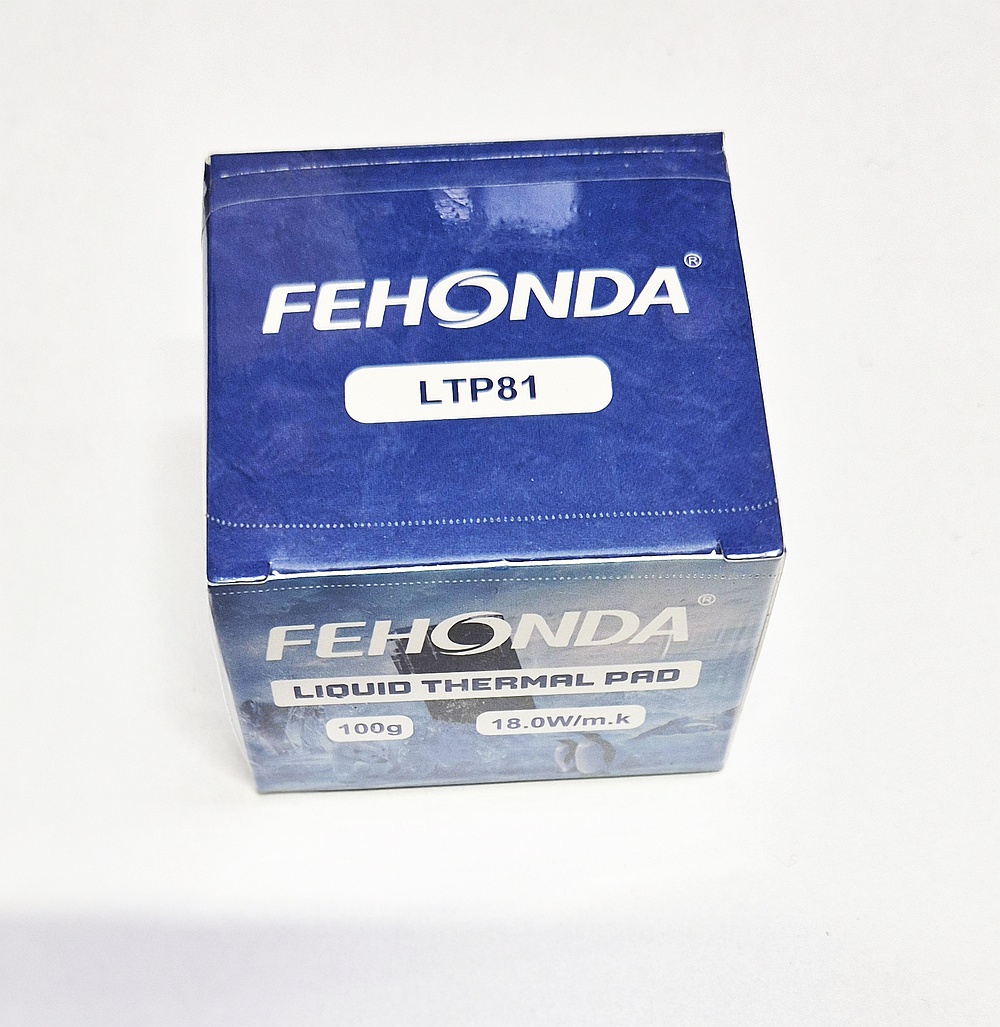 FEHONDA®
LTP81
FEHONDA®
LIQUID THERMAL PAD
100g 18.0W/m.k